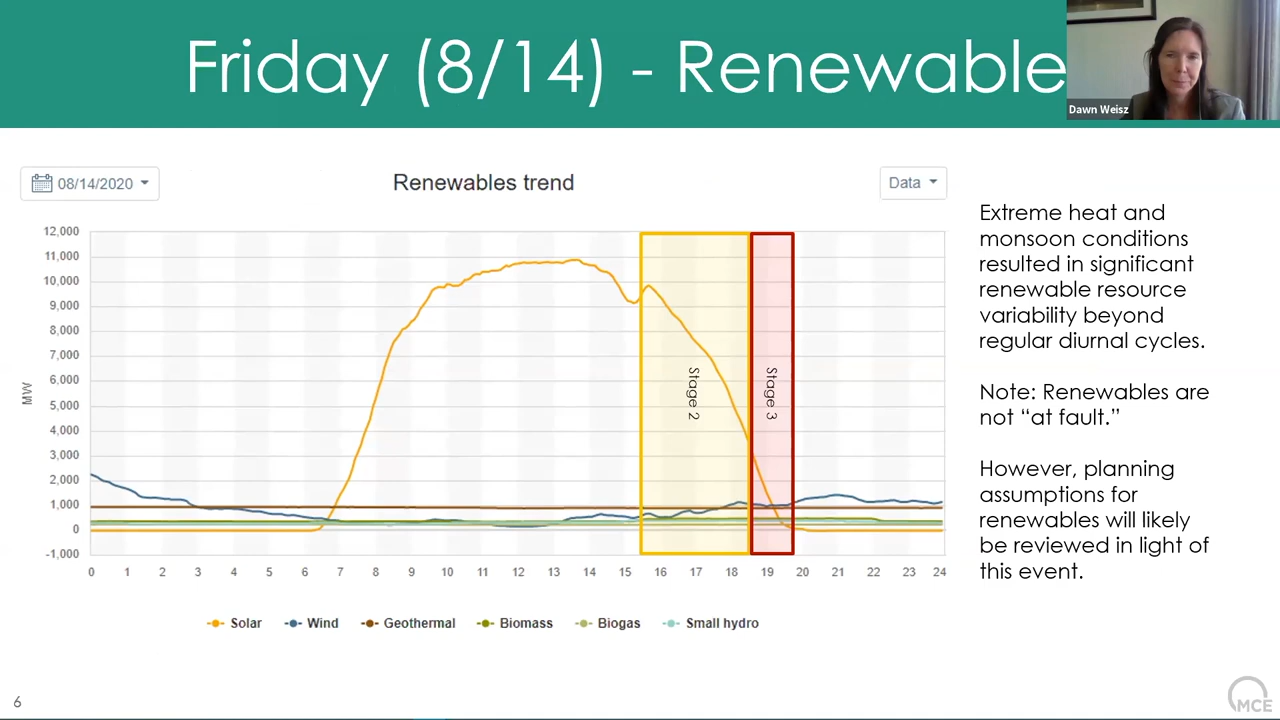 Friday (8/14) - Renewable
Dawn Weisz
08/14/2020
Renewables trend
Data
12,000
11,000
10,000
9,000
8,000
7,000
6,000
5,000
4,000
3,000
2,000
1,000
0
-1,000
MW
Stage 2
Stage 3
0 1 2 3 4 5 6 7 8 9 10 11 12 13 14 15 16 17 18 19 20 21 22 23 24
Solar Wind Geothermal Biomass Biogas Small hydro
Extreme heat and
monsoon conditions
resulted in significant
renewable resource
variability beyond
regular diurnal cycles.
Note: Renewables are
not “at fault.”
However, planning
assumptions for
renewables will likely
be reviewed in light of
this event.
6
MCE